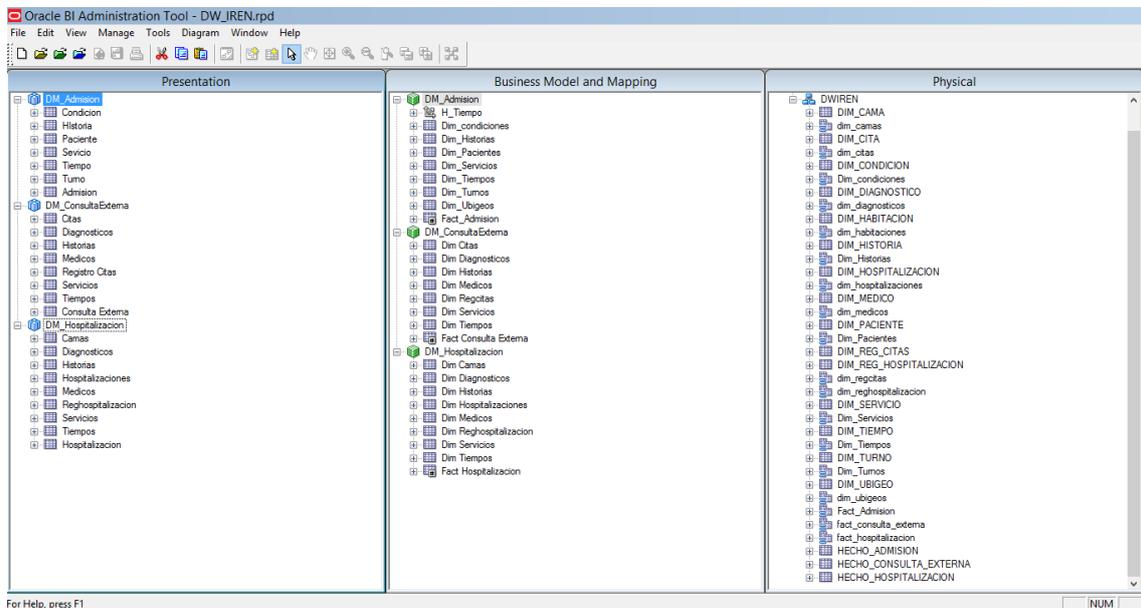 Oracle BI Administration Tool - DW_IREN.rpd
File Edit View Manage Tools Diagram Window Help
Presentation
DM_Admision
Condicion
HIstoria
Paciente
Sevicio
Tiempo
Turno
Admision
DM_ConsultaExterna
Citas
Diagnosticos
Historias
Medicos
Registro Citas
Servicios
Tiempos
Consulta Externa
DM_Hospitalizacion
Camas
Diagnosticos
Historias
Hospitalizaciones
Medicos
Reghospitalizacion
Servicios
Tiempos
Hospitalizacion
Business Model and Mapping
DM_Admision
H_Tiempo
Dim_condiciones
Dim_Historias
Dim_Pacientes
Dim_Servicios
Dim_Tiempos
Dim_Turnos
Dim_Ubigeos
Fact_Admision
DM_ConsultaExterna
Dim Citas
Dim Diagnosticos
Dim Historias
Dim Medicos
Dim Regcitas
Dim Servicios
Dim Tiempos
Fact Consulta Externa
DM_Hospitalizacion
Dim Camas
Dim Diagnosticos
Dim Historias
Dim Hospitalizaciones
Dim Medicos
Dim Reghospitalizacion
Dim Servicios
Dim Tiempos
Fact Hospitalizacion
Physical
DWIREN
DIM_CAMA
dim_camas
DIM_CITA
dim_citas
DIM_CONDICION
Dim_condiciones
DIM_DIAGNOSTICO
dim_diagnosticos
DIM_HABITACION
dim_habitaciones
DIM_HISTORIA
Dim_Historias
DIM_HOSPITALIZACION
dim_hospitalizaciones
DIM_MEDICO
dim_medicos
DIM_PACIENTE
Dim_Pacientes
DIM_REG_CITAS
DIM_REG_HOSPITALIZACION
dim_regcitas
dim_reghospitalizacion
DIM_SERVICIO
Dim_Servicios
DIM_TIEMPO
Dim_Tiempos
DIM_TURNO
Dim_Turnos
DIM_UBIGEO
dim_ubigeos
Fact_Admision
fact_consulta_externa
fact_hospitalizacion
HECHO_ADMISION
HECHO_CONSULTA_EXTERNA
HECHO_HOSPITALIZACION
For Help, press F1
NUM